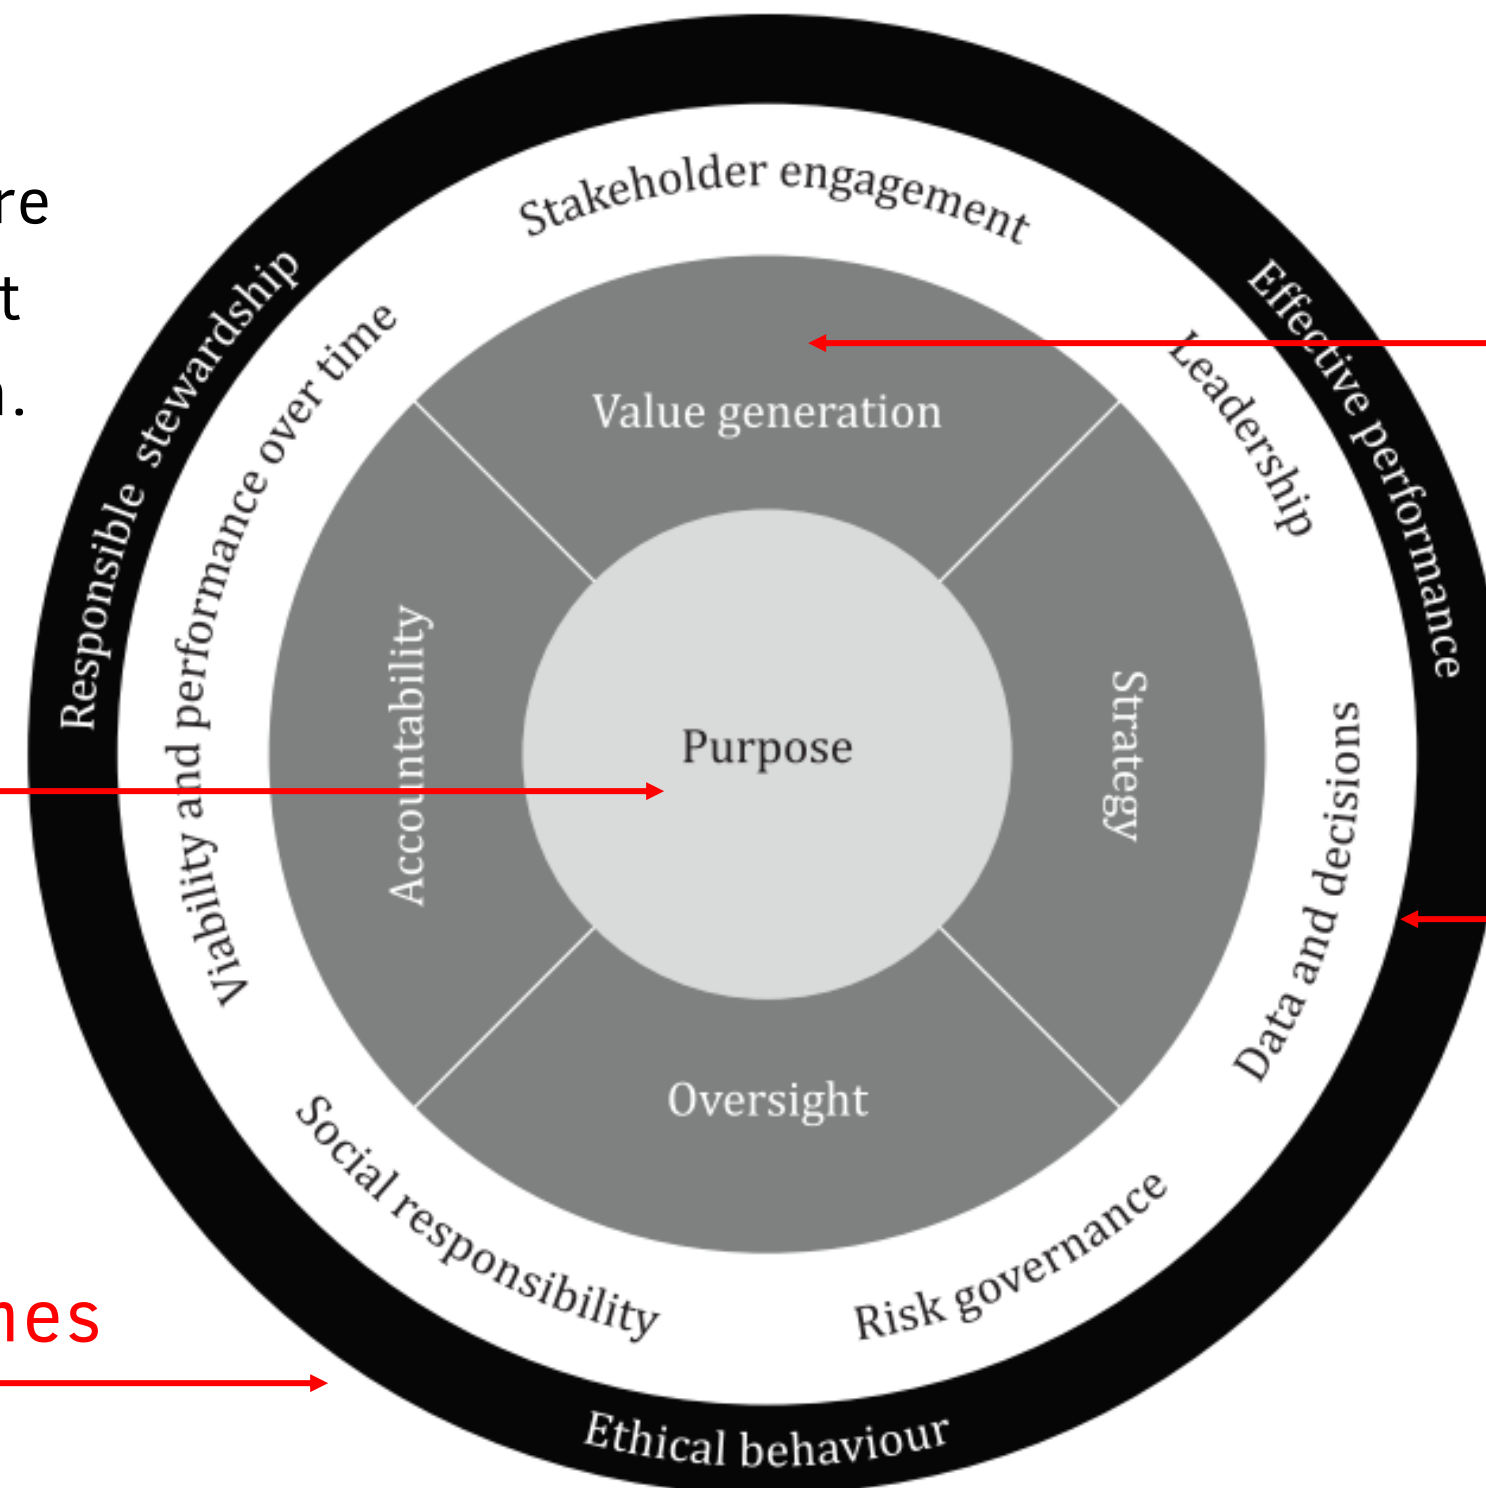 re
t
.
Stakeholder engagement
Responsible stewardship
Effective performance
Viability and performance over time
Leadership
Value generation
Accountability
Purpose
Strategy
Data and decisions
Oversight
Social responsibility
Risk governance
nes
Ethical behaviour